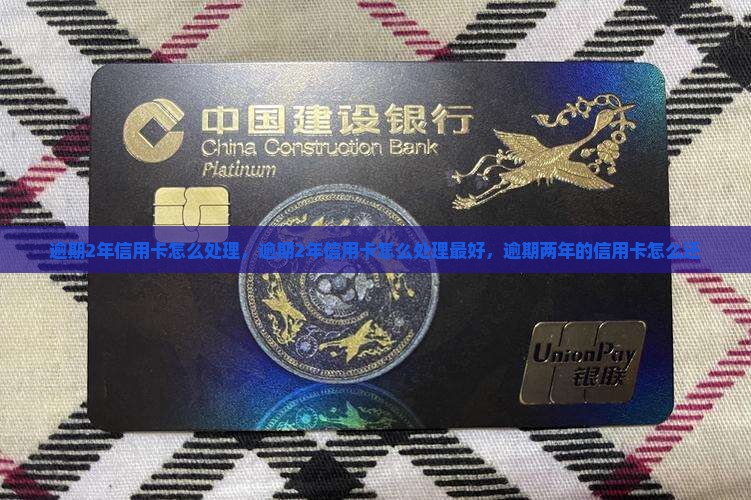 中国建设银行
China Construction Bank
Platinum
逾期2年信用卡怎么处理 逾期2年信用卡怎么处理最好，逾期两年的信用卡怎么还
UnionPay
银联